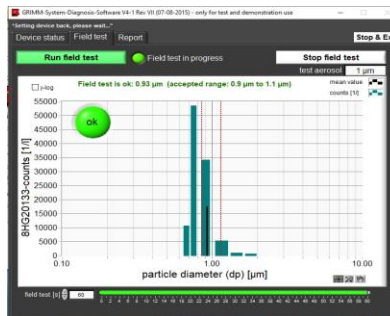 GRIMM-System-Diagnosis-Software V4-1 Rev VII (07-08-2015) - only for test and demonstration use
"Setting device back, please wait..."
Device status Field test Report Stop & Ex
Run field test Field test in progress Stop field test
test aerosol 1 µm
y-log Field test is ok: 0.93 µm (accepted range: 0.9 µm to 1.1 µm) mean value
counts [1/l]
ok
8HG20133-counts [1/l]
55000
50000
45000
40000
35000
30000
25000
20000
15000
10000
5000
0
0.10 1.00 10.00
particle diameter (dp) [µm]
field test [s] 60